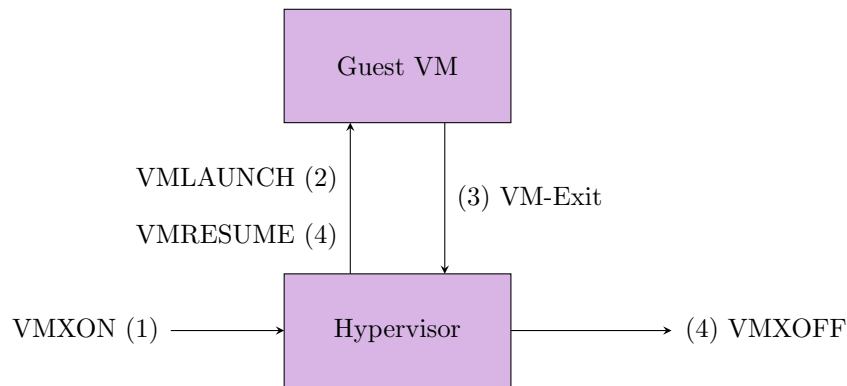 Guest VM
VMLAUNCH (2)
(3) VM-Exit
VMRESUME (4)
VMXON (1)
Hypervisor
(4) VMXOFF